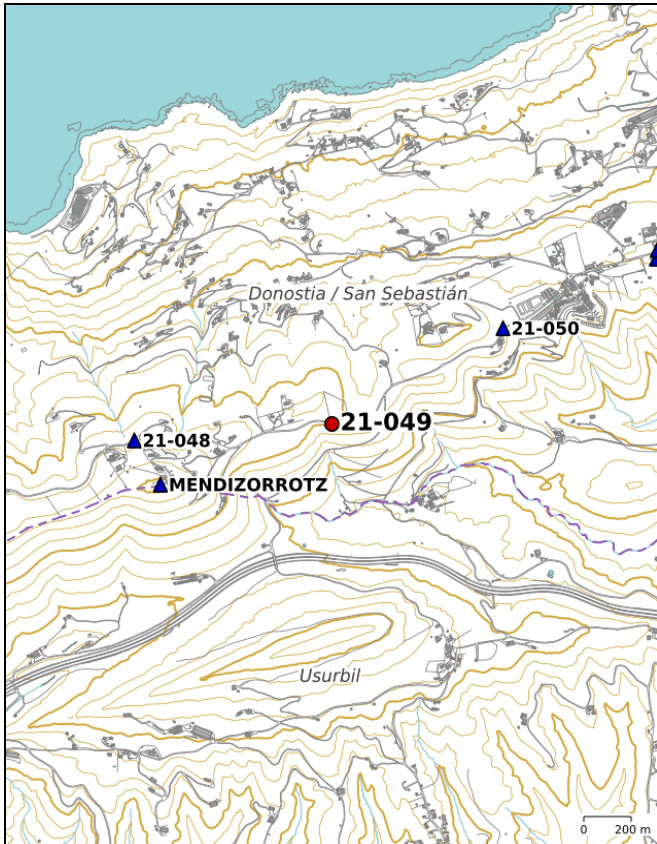 Donostia / San Sebastián
21-050
21-049
21-048
MENDIZORROTZ
Usurbil
0 200 m